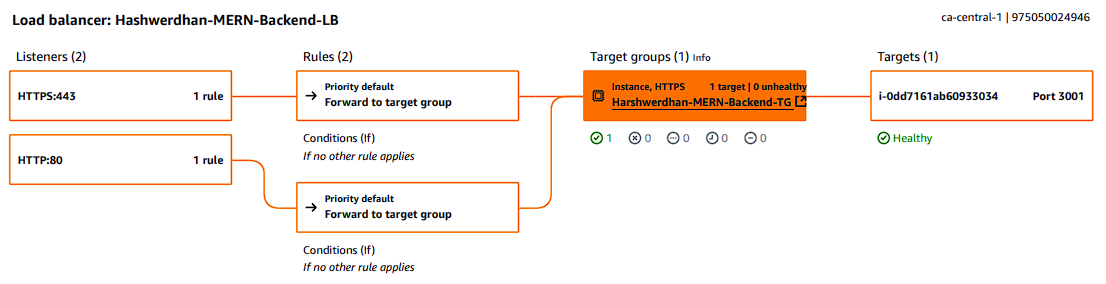 Load balancer: Hashwerdhan-MERN-Backend-LB
ca-central-1 | 975050024946
Listeners (2)
Rules (2)
Target groups (1) Info
Targets (1)
HTTPS:443 1 rule
Priority default
Forward to target group
Instance, HTTPS 1 target | 0 unhealthy
Harshwerdhan-MERN-Backend-TG
i-0dd7161ab60933034 Port 3001
Conditions (If)
If no other rule applies
1 0 0 0 0
Healthy
HTTP:80 1 rule
Priority default
Forward to target group
Conditions (If)
If no other rule applies